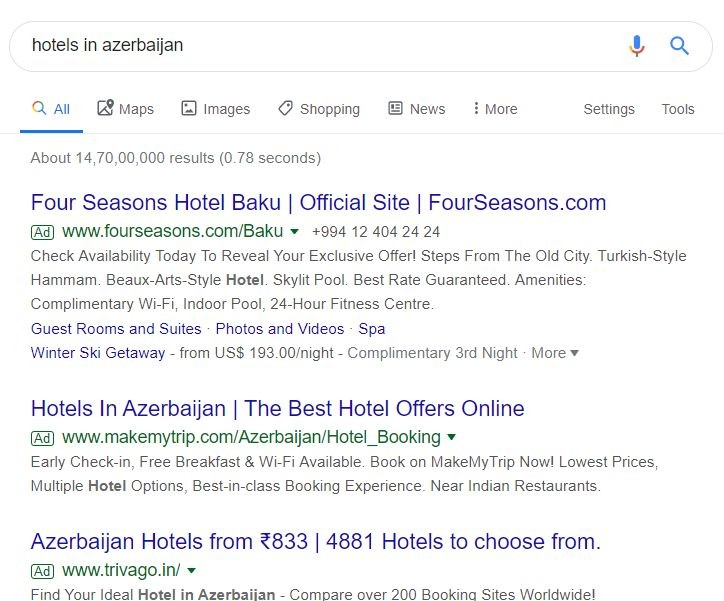 hotels in azerbaijan
All Maps Images Shopping News More Settings Tools
About 14,70,00,000 results (0.78 seconds)
Four Seasons Hotel Baku | Official Site | FourSeasons.com
Ad www.fourseasons.com/Baku +994 12 404 24 24
Check Availability Today To Reveal Your Exclusive Offer! Steps From The Old City. Turkish-Style
Hammam. Beaux-Arts-Style Hotel. Skylit Pool. Best Rate Guaranteed. Amenities:
Complimentary Wi-Fi, Indoor Pool, 24-Hour Fitness Centre.
Guest Rooms and Suites · Photos and Videos · Spa
Winter Ski Getaway - from US$ 193.00/night - Complimentary 3rd Night · More
Hotels In Azerbaijan | The Best Hotel Offers Online
Ad www.makemytrip.com/Azerbaijan/Hotel_Booking
Early Check-in, Free Breakfast & Wi-Fi Available. Book on MakeMyTrip Now! Lowest Prices,
Multiple Hotel Options, Best-in-class Booking Experience. Near Indian Restaurants.
Azerbaijan Hotels from ₹833 | 4881 Hotels to choose from.
Ad www.trivago.in/
Find Your Ideal Hotel in Azerbaijan - Compare over 200 Booking Sites Worldwide!